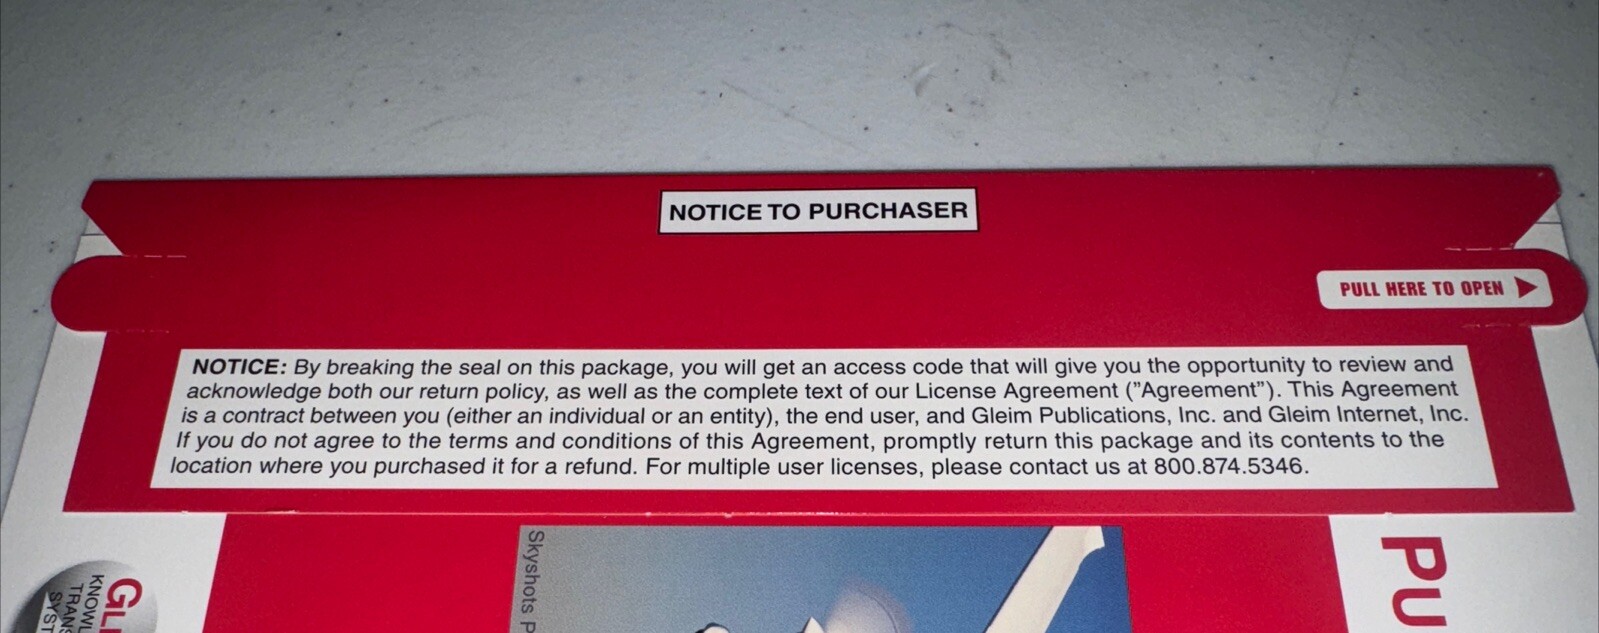 NOTICE TO PURCHASER
PULL HERE TO OPEN
NOTICE: By breaking the seal on this package, you will get an access code that will give you the opportunity to review and
acknowledge both our return policy, as well as the complete text of our License Agreement ("Agreement"). This Agreement
is a contract between you (either an individual or an entity), the end user, and Gleim Publications, Inc. and Gleim Internet, Inc.
If you do not agree to the terms and conditions of this Agreement, promptly return this package and its contents to the
location where you purchased it for a refund. For multiple user licenses, please contact us at 800.874.5346.
Skyshots P
GL
KNOWL
TRANS
SYST
PU